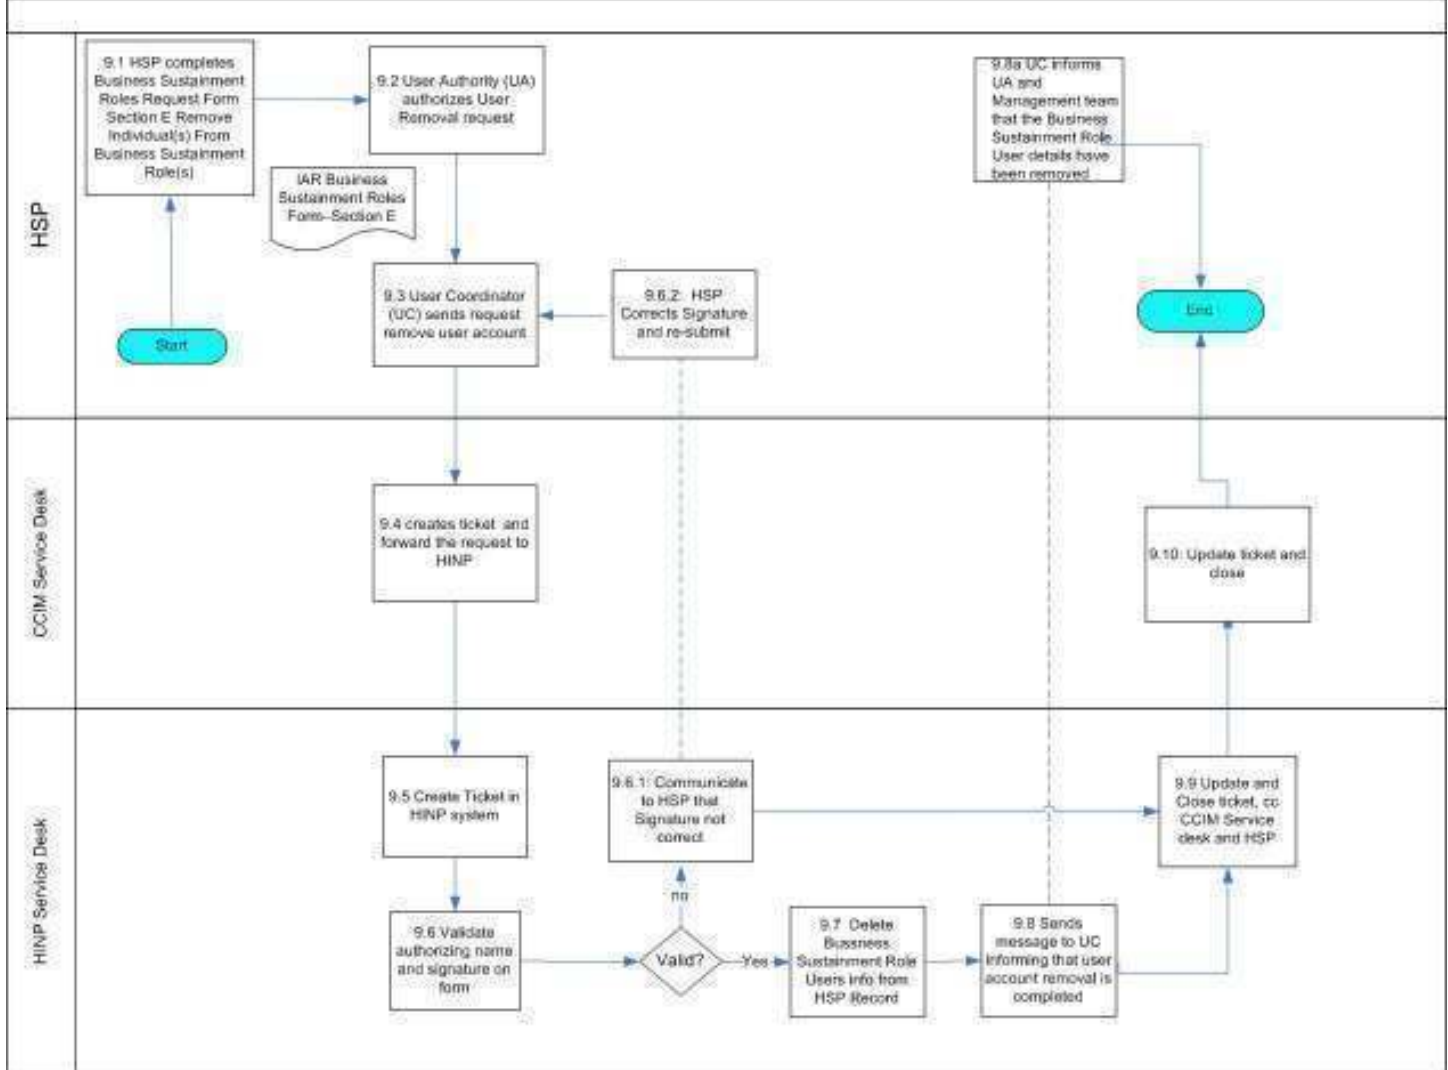 HSP
9.1 HSP completes
Business Sustainment
Roles Request Form
Section E Remove
Individual(s) From
Business Sustainment
Role(s)
9.2 User Authority (UA)
authorizes User
Removal request
IAR Business
Sustainment Roles
Form–Section E
9.3 User Coordinator
(UC) sends request
remove user account
9.6.2: HSP
Corrects Signature
and re-submit
9.8a UC informs
UA and
Management team
that the Business
Sustainment Role
User details have
been removed
Start
End
CCIM Service Desk
9.4 creates ticket and
forward the request to
HINP
9.10: Update ticket and
close
HINP Service Desk
9.5 Create Ticket in
HINP system
9.6.1: Communicate
to HSP that
Signature not
correct
9.9 Update and
Close ticket, cc
CCIM Service
desk and HSP
no
9.6 Validate
authorizing name
and signature on
form
Valid?
Yes
9.7 Delete
Bussness
Sustainment Role
Users info from
HSP Record
9.8 Sends
message to UC
informing that user
account removal is
completed